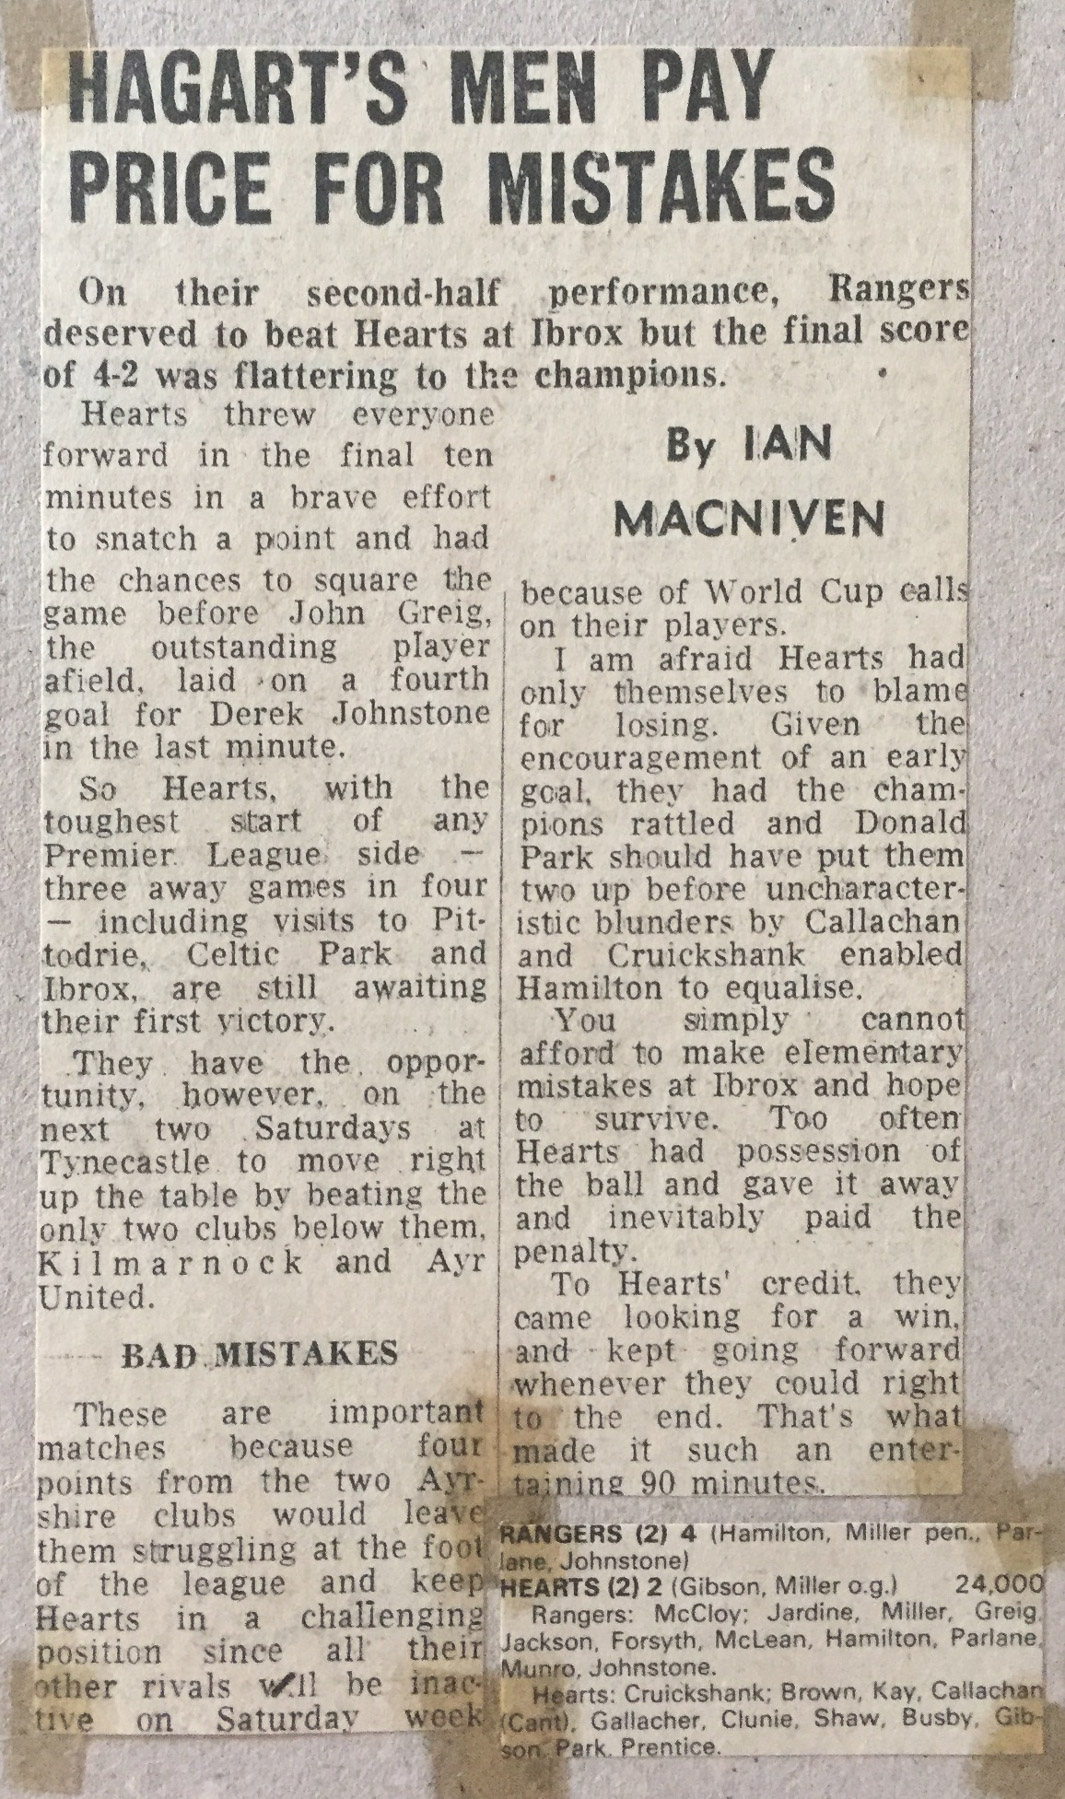 HAGART'S MEN PAY
PRICE FOR MISTAKES
On their second-half performance, Rangers
deserved to beat Hearts at Ibrox but the final score
of 4-2 was flattering to the champions.
Hearts threw everyone
forward in the final ten
minutes in a brave effort
to snatch a point and had
the chances to square the
game before John Greig,
the outstanding player
afield, laid on a fourth
goal for Derek Johnstone
in the last minute.
So Hearts, with the
toughest start of any
Premier League side —
three away games in four
— including visits to Pit-
todrie, Celtic Park and
Ibrox, are still awaiting
their first victory.
They have the oppor-
tunity, however, on the
next two Saturdays at
Tynecastle to move right
up the table by beating the
only two clubs below them,
Kilmarnock and Ayr
United.
BAD MISTAKES
These are important
matches because four
points from the two Ayr-
shire clubs would leave
them struggling at the foot
of the league and keep
Hearts in a challenging
position since all their
other rivals will be inac-
tive on Saturday week
By IAN
MACNIVEN
because of World Cup calls
on their players.
I am afraid Hearts had
only themselves to blame
for losing. Given the
encouragement of an early
goal, they had the cham-
pions rattled and Donald
Park should have put them
two up before uncharacter-
istic blunders by Callachan
and Cruickshank enabled
Hamilton to equalise.
You simply cannot
afford to make elementary
mistakes at Ibrox and hope
to survive. Too often
Hearts had possession of
the ball and gave it away
and inevitably paid the
penalty.
To Hearts' credit, they
came looking for a win,
and kept going forward
whenever they could right
to the end. That's what
made it such an enter-
taining 90 minutes.
RANGERS (2) 4 (Hamilton, Miller pen., Par-
lane, Johnstone)
HEARTS (2) 2 (Gibson, Miller o.g.) 24,000
Rangers: McCloy; Jardine, Miller, Greig,
Jackson, Forsyth, McLean, Hamilton, Parlane,
Munro, Johnstone.
Hearts: Cruickshank; Brown, Kay, Callachan
(Cant), Gallacher, Clunie, Shaw, Busby, Gib-
son, Park, Prentice.